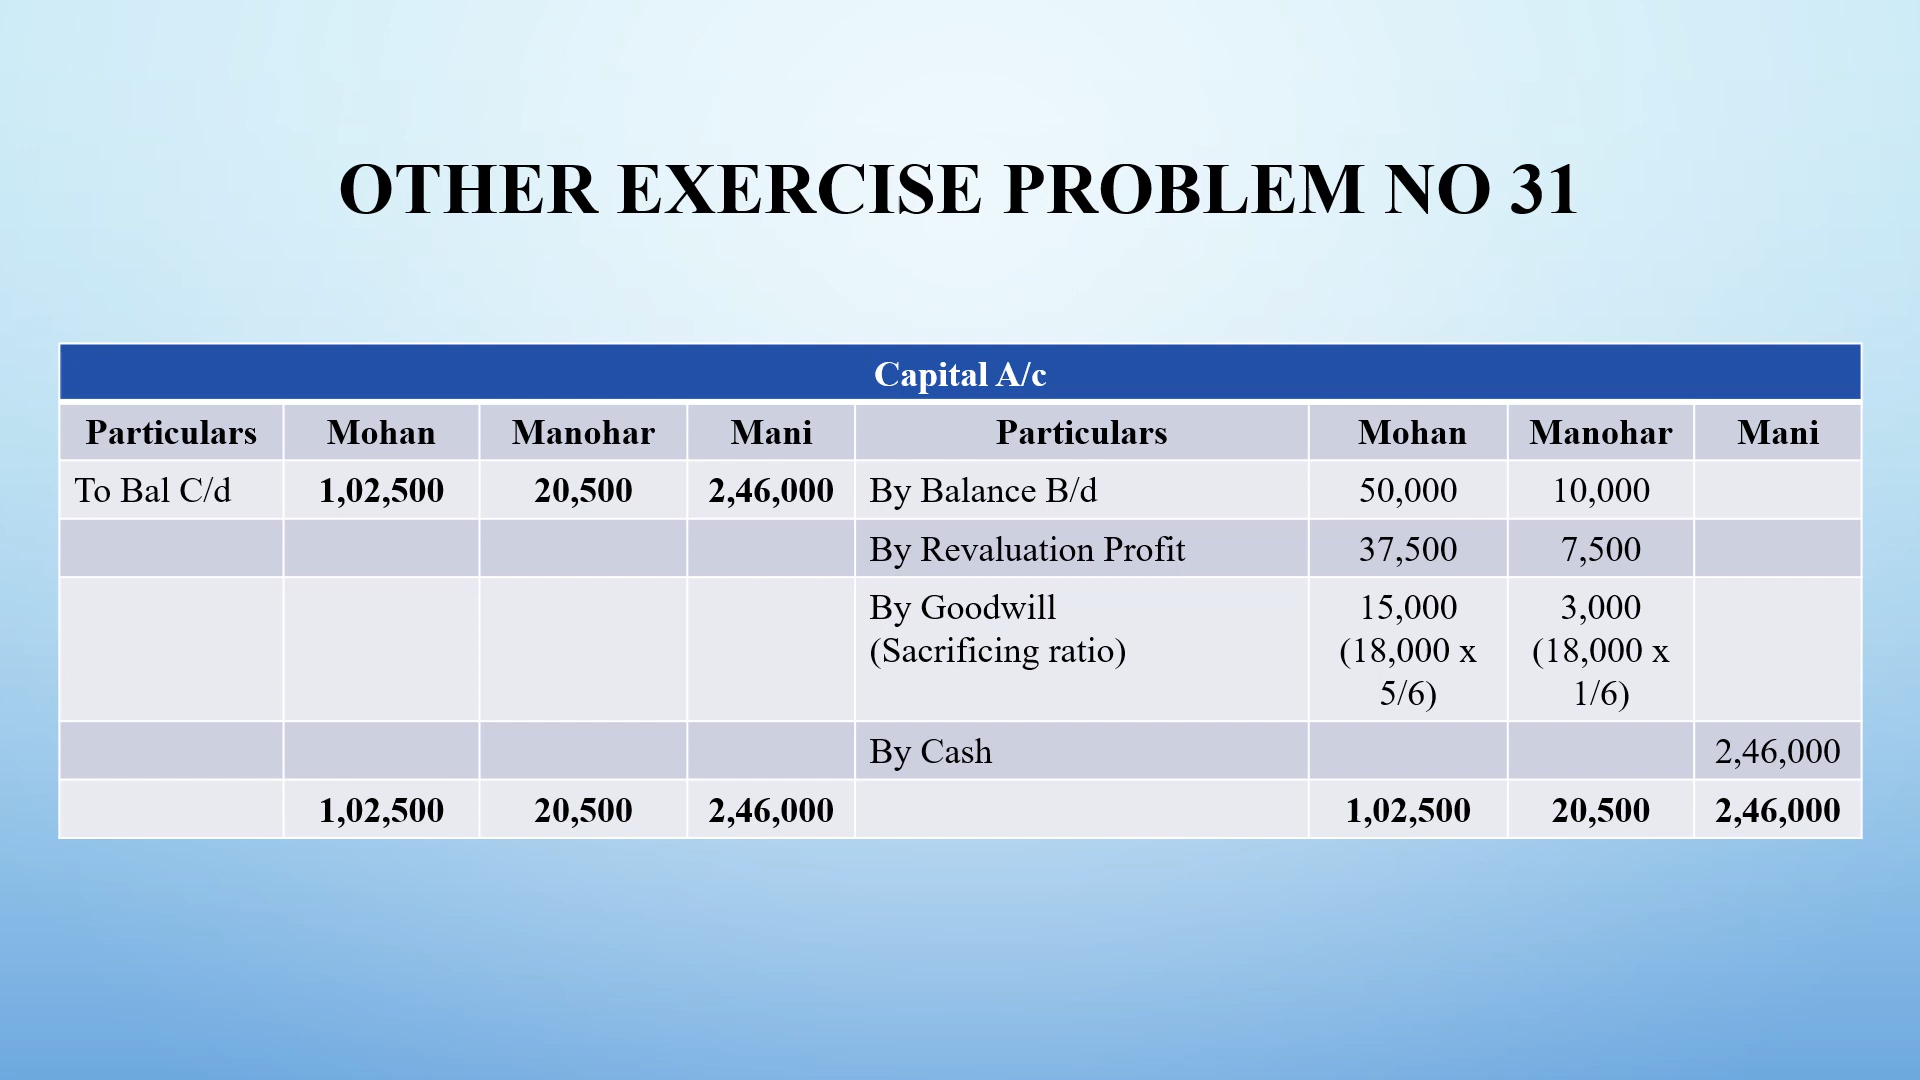 OTHER EXERCISE PROBLEM NO 31
Capital A/c
Particulars Mohan Manohar Mani Particulars Mohan Manohar Mani
To Bal C/d 1,02,500 20,500 2,46,000 By Balance B/d 50,000 10,000
By Revaluation Profit 37,500 7,500
By Goodwill 15,000 3,000
(Sacrificing ratio) (18,000 x (18,000 x
5/6) 1/6)
By Cash 2,46,000
1,02,500 20,500 2,46,000 1,02,500 20,500 2,46,000